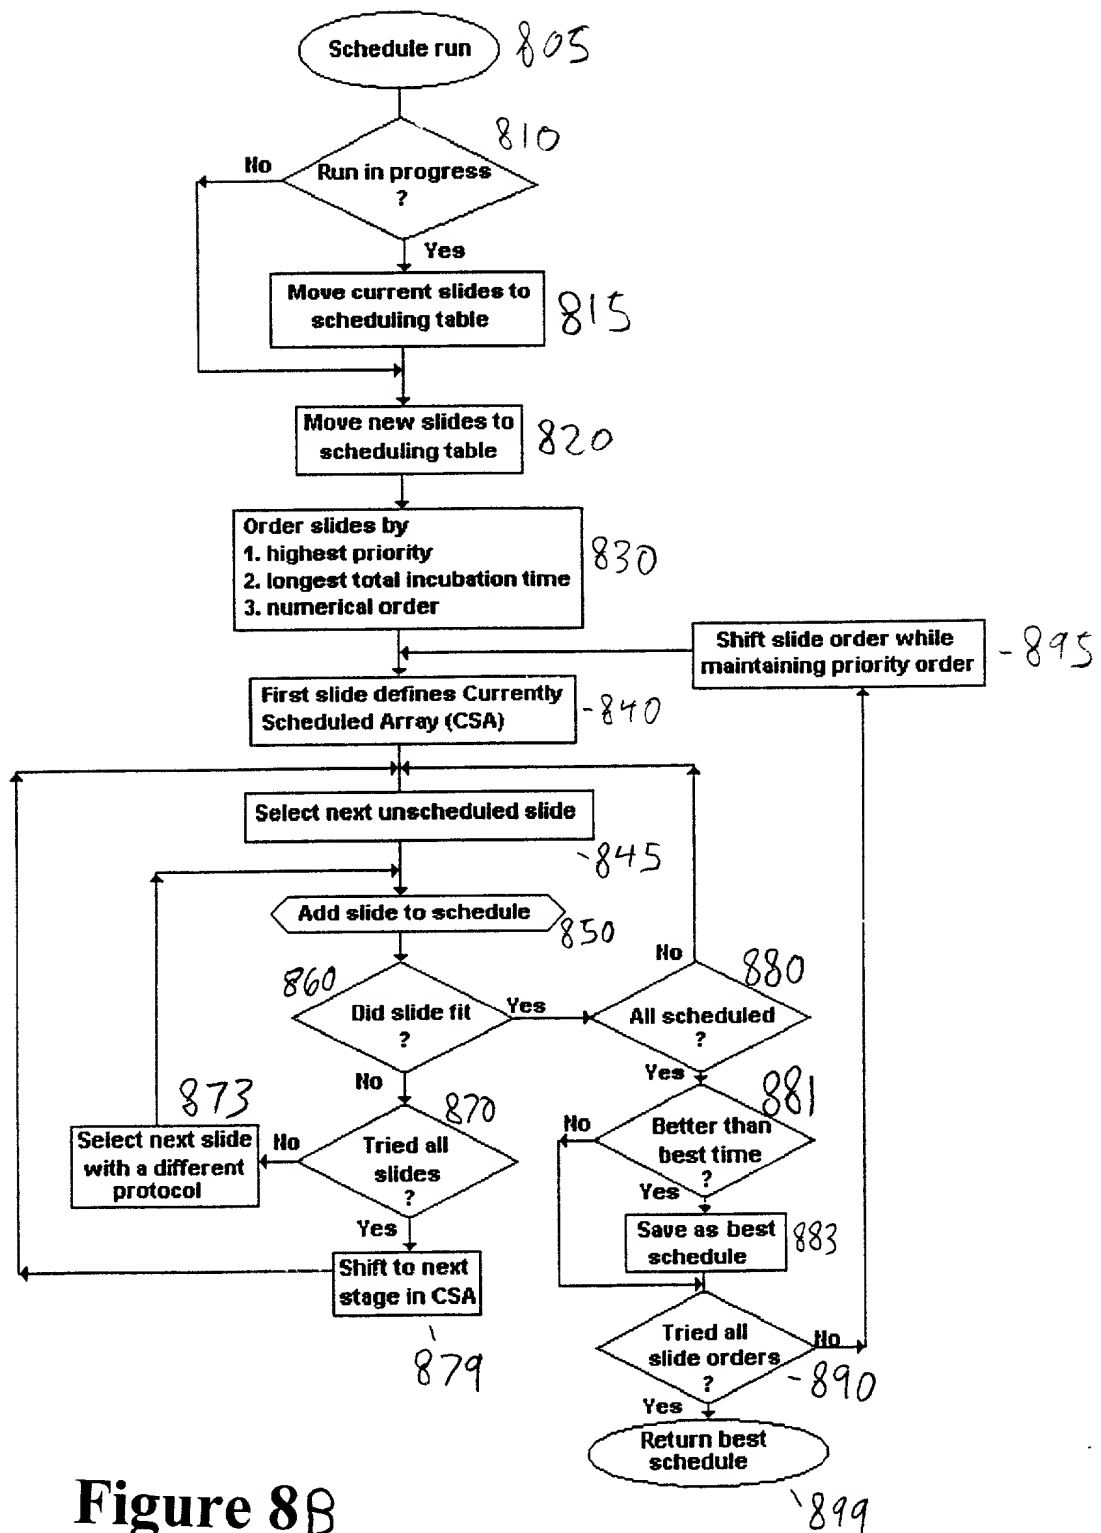 Schedule run 805
810
No
Run in progress
?
Yes
Move current slides to
scheduling table
815
Move new slides to
scheduling table
820
Order slides by
1. highest priority
2. longest total incubation time
3. numerical order
830
Shift slide order while
maintaining priority order
-895
First slide defines Currently
Scheduled Array (CSA)
-840
Select next unscheduled slide
-845
Add slide to schedule
850
860
Did slide fit
?
Yes
No
880
All scheduled
?
No
Yes
873
Select next slide
with a different
protocol
No
870
Tried all
slides
?
Yes
881
No
Better than
best time
?
Yes
Save as best
schedule
883
Shift to next
stage in CSA
879
Tried all
slide orders
?
No
-890
Yes
Return best
schedule
899
Figure 8B